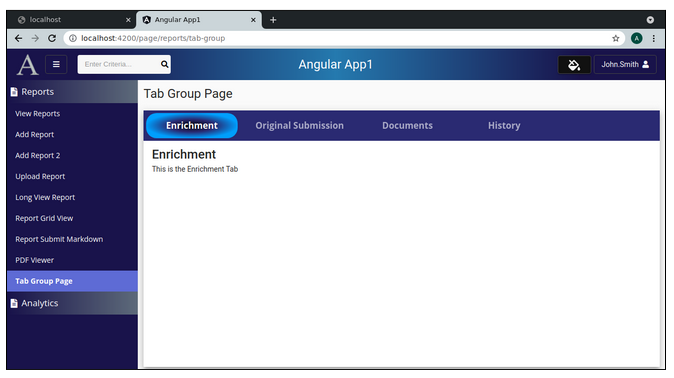 localhost
Angular App1
localhost:4200/page/reports/tab-group
A
A
Enter Criteria...
Angular App1
John.Smith
Reports
View Reports
Add Report
Add Report 2
Upload Report
Long View Report
Report Grid View
Report Submit Markdown
PDF Viewer
Tab Group Page
Analytics
Tab Group Page
Enrichment
Original Submission
Documents
History
Enrichment
This is the Enrichment Tab